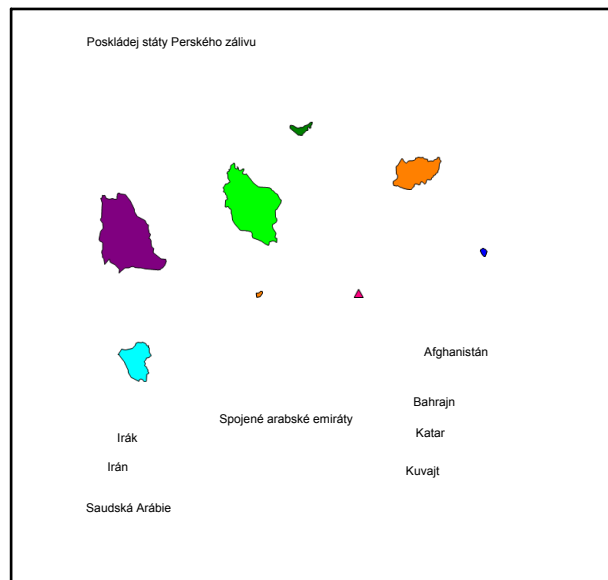 Poskládej státy Perského zálivu
Afghanistán
Bahrajn
Spojené arabské emiráty
Katar
Irák
Irán
Kuvajt
Saudská Arábie